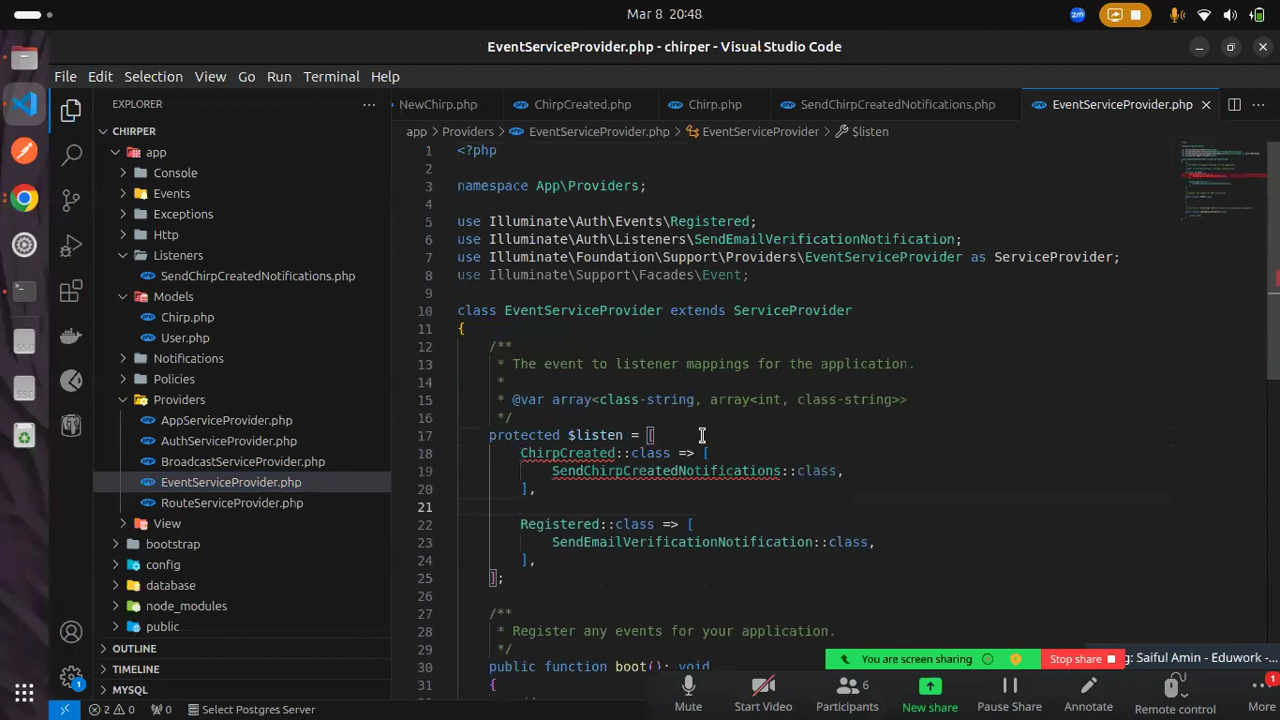 Mar 8 20:48
zm
EventServiceProvider.php - chirper - Visual Studio Code
File Edit Selection View Go Run Terminal Help
EXPLORER
NewChirp.php
ChirpCreated.php
Chirp.php
SendChirpCreatedNotifications.php
EventServiceProvider.php
app > Providers > EventServiceProvider.php > EventServiceProvider > $listen
CHIRPER
app
Console
Events
Exceptions
Http
Listeners
SendChirpCreatedNotifications.php
Models
Chirp.php
User.php
Notifications
Policies
Providers
AppServiceProvider.php
AuthServiceProvider.php
BroadcastServiceProvider.php
EventServiceProvider.php
RouteServiceProvider.php
View
bootstrap
config
database
node_modules
public
OUTLINE
TIMELINE
MYSQL
1 <?php
2
3 namespace App\Providers;
4
5 use Illuminate\Auth\Events\Registered;
6 use Illuminate\Auth\Listeners\SendEmailVerificationNotification;
7 use Illuminate\Foundation\Support\Providers\EventServiceProvider as ServiceProvider;
8 use Illuminate\Support\Facades\Event;
9
10 class EventServiceProvider extends ServiceProvider
11 {
12 /**
13 * The event to listener mappings for the application.
14 *
15 * @var array<class-string, array<int, class-string>>
16 */
17 protected $listen = [
18 ChirpCreated::class => [
19 SendChirpCreatedNotifications::class,
20 ],
21
22 Registered::class => [
23 SendEmailVerificationNotification::class,
24 ],
25 ];
26
27 /**
28 * Register any events for your application.
29 */
30 public function boot(): void
31 {
SSD
SSD
1
2 0 0 Select Postgres Server
You are screen sharing
Stop share
g: Saiful Amin - Eduwork -...
Mute
Start Video
6
Participants
New share
Pause Share
Annotate
Remote control
1
More